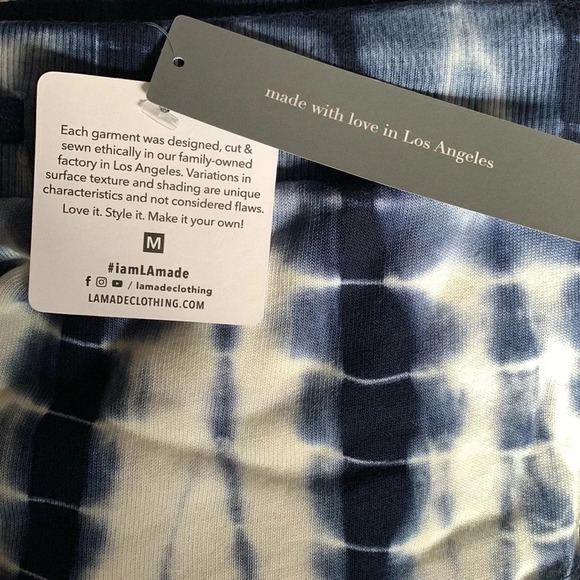 made with love in Los Angeles
Each garment was designed, cut &
sewn ethically in our family-owned
factory in Los Angeles. Variations in
surface texture and shading are unique
characteristics and not considered flaws.
Love it. Style it. Make it your own!
M
#iamLAmade
/ lamadeclothing
LAMADECLOTHING.COM